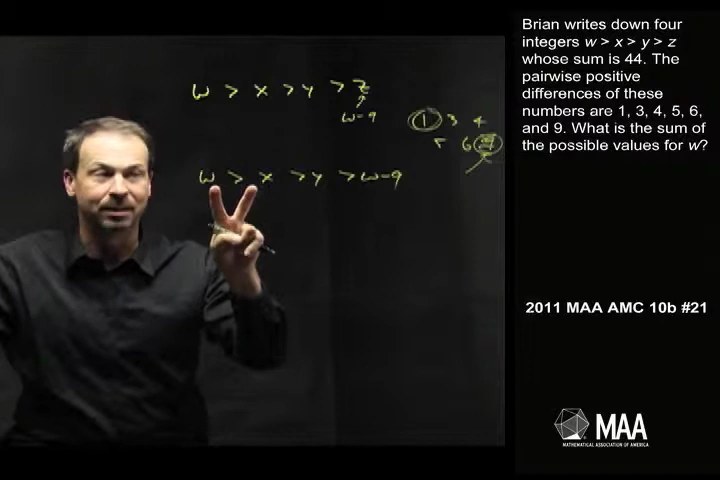 Brian writes down four
integers w > x > y > z
whose sum is 44. The
pairwise positive
differences of these
numbers are 1, 3, 4, 5, 6,
and 9. What is the sum of
the possible values for w?
w > x > y > z
w-9
1 3 4
5 6 9
w > x > y > w-9
2011 MAA AMC 10b #21
MAA
MATHEMATICAL ASSOCIATION OF AMERICA